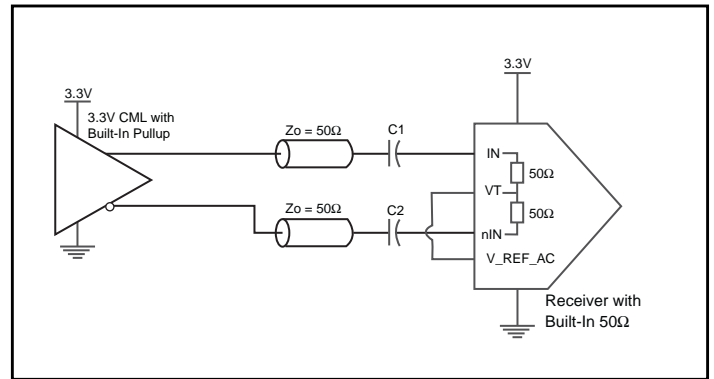 3.3V
3.3V CML with
Built-In Pullup
Zo = 50Ω
C1
Zo = 50Ω
C2
3.3V
IN
50Ω
VT
50Ω
nIN
V_REF_AC
Receiver with
Built-In 50Ω